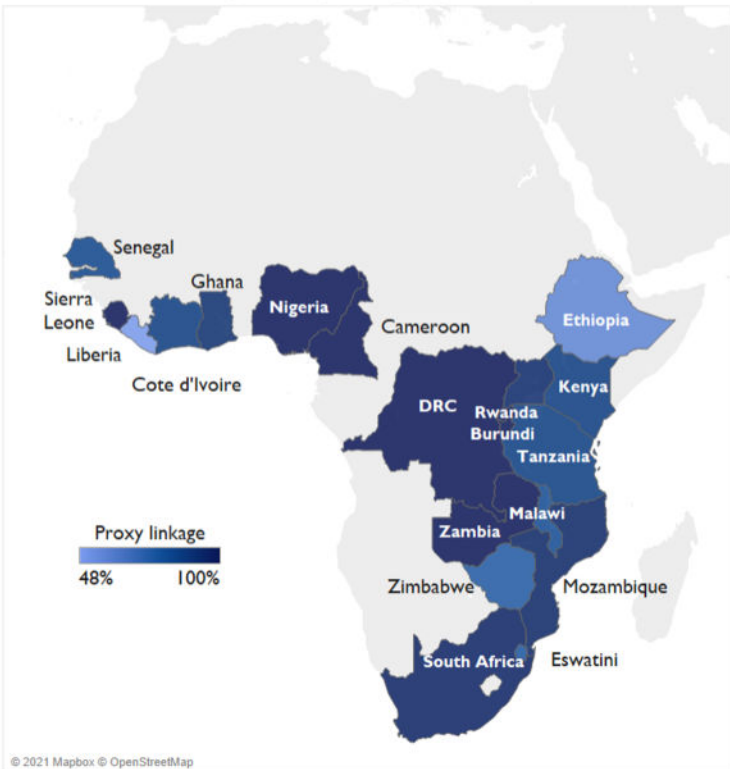 Senegal
Ghana
Sierra
Leone
Nigeria
Ethiopia
Cameroon
Liberia
Cote d'Ivoire
Kenya
DRC
Rwanda
Burundi
Tanzania
Proxy linkage
48%
100%
Malawi
Zambia
Zimbabwe
Mozambique
South Africa
Eswatini
© 2021 Mapbox © OpenStreetMap